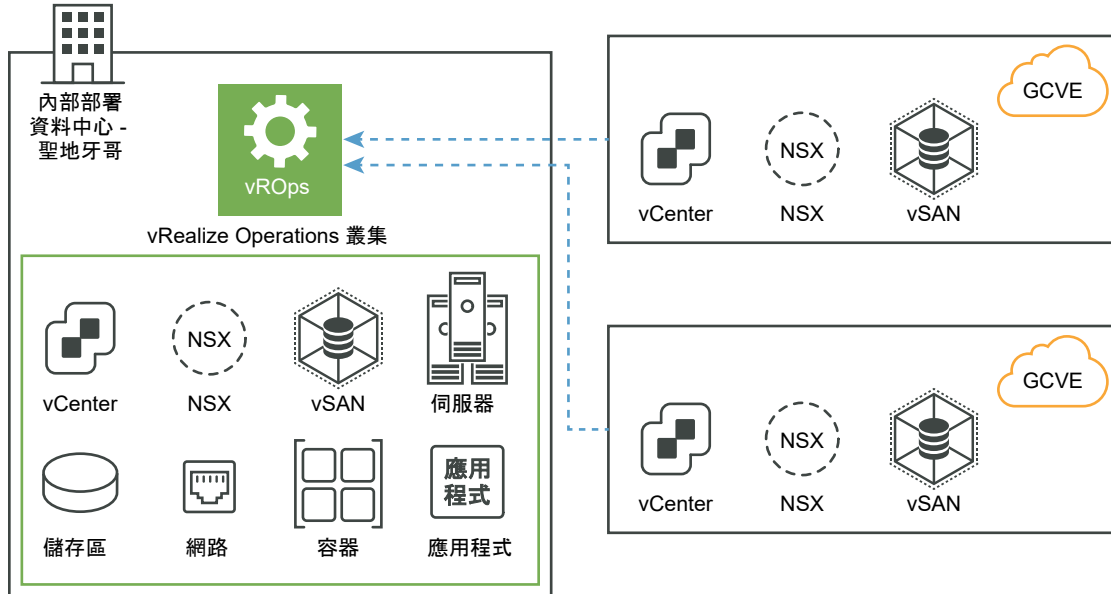 內部部署
資料中心 -
聖地牙哥
vROps
vRealize Operations 叢集
vCenter
NSX
NSX
vSAN
伺服器
儲存區
網路
容器
應用
程式
應用程式
GCVE
vCenter
NSX
NSX
vSAN
GCVE
vCenter
NSX
NSX
vSAN